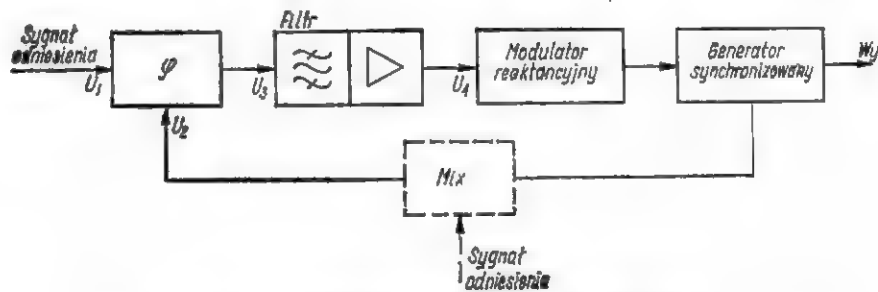 Filtr
Sygnał
odniesienia
U₁
φ
U₃
U₄
Modulator
reaktancyjny
Generator
synchronizowany
Wy
U₂
Mix
Sygnał
odniesienia